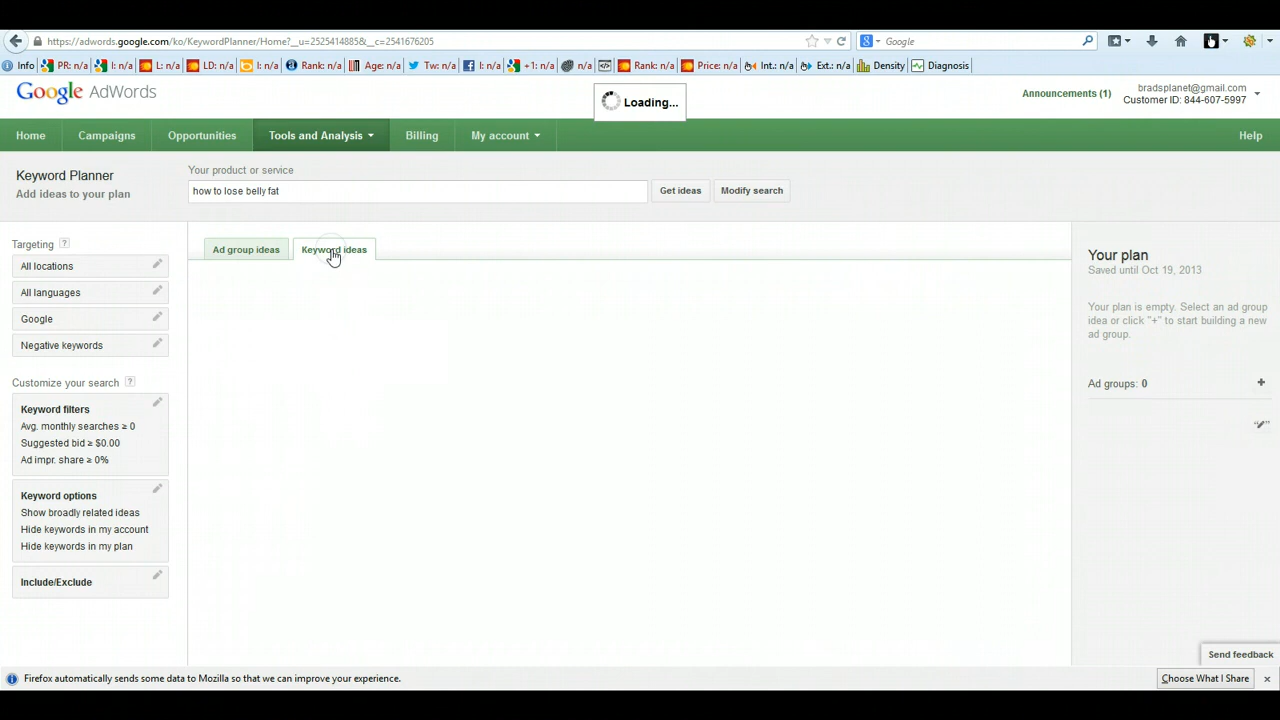 https://adwords.google.com/ko/KeywordPlanner/Home?__u=2525414885&__c=2541676205
Google
Info PR: n/a I: n/a L: n/a LD: n/a I: n/a Rank: n/a Age: n/a Tw: n/a I: n/a +1: n/a n/a Rank: n/a Price: n/a Int.: n/a Ext.: n/a Density Diagnosis
Google AdWords
Loading...
Announcements (1)
bradsplanet@gmail.com
Customer ID: 844-607-5997
Home Campaigns Opportunities Tools and Analysis Billing My account Help
Keyword Planner
Add ideas to your plan
Your product or service
how to lose belly fat
Get ideas
Modify search
Targeting ?
All locations
All languages
Google
Negative keywords
Customize your search ?
Keyword filters
Avg. monthly searches ≥ 0
Suggested bid ≥ $0.00
Ad impr. share ≥ 0%
Keyword options
Show broadly related ideas
Hide keywords in my account
Hide keywords in my plan
Include/Exclude
Ad group ideas
Keyword ideas
Your plan
Saved until Oct 19, 2013
Your plan is empty. Select an ad group
idea or click "+" to start building a new
ad group.
Ad groups: 0 +
Send feedback
Firefox automatically sends some data to Mozilla so that we can improve your experience.
Choose What I Share ×